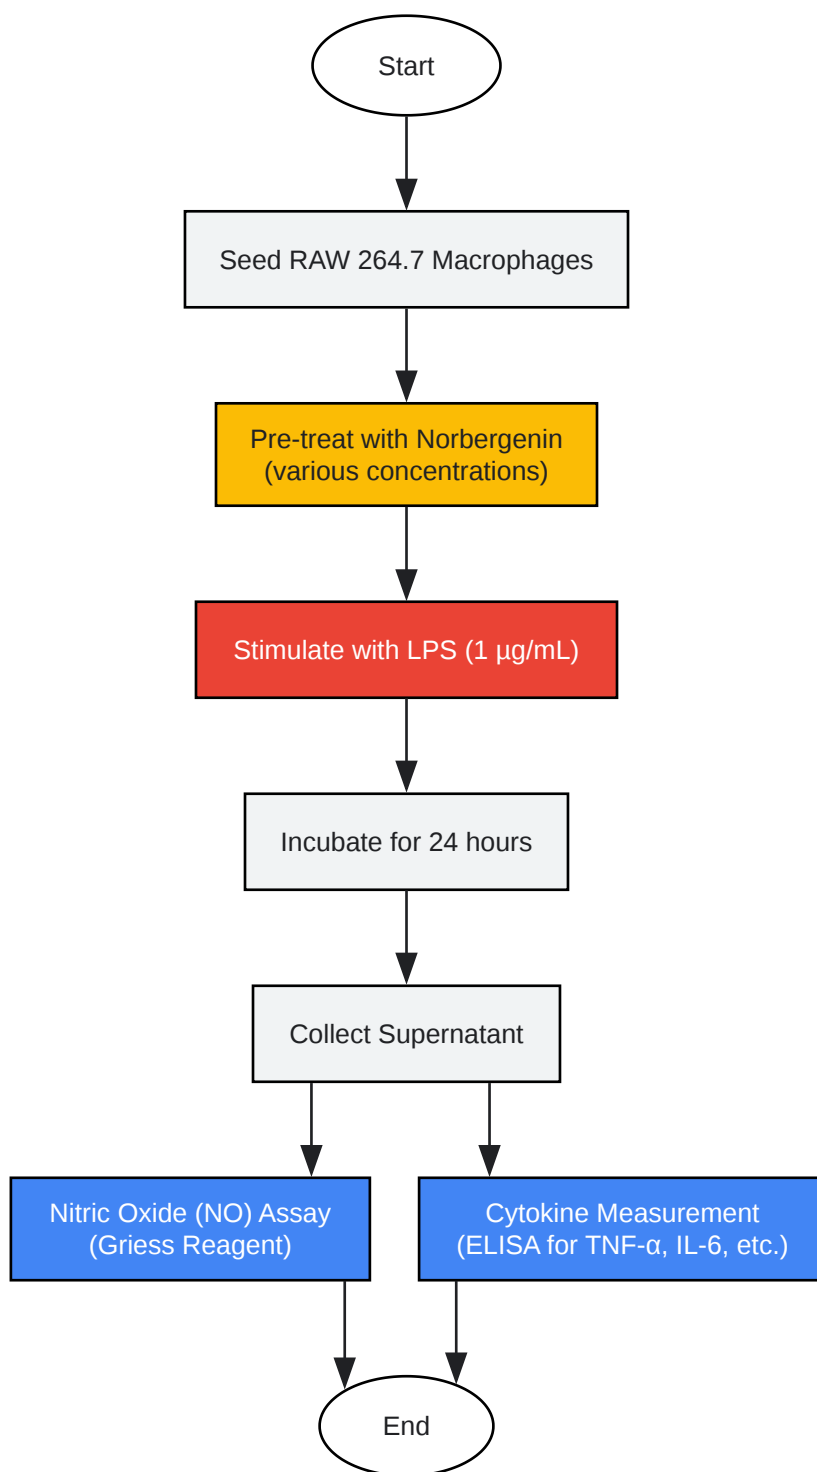 Start
Seed RAW 264.7 Macrophages
Pre-treat with Norbergenin
(various concentrations)
Stimulate with LPS (1 µg/mL)
Incubate for 24 hours
Collect Supernatant
Nitric Oxide (NO) Assay
(Griess Reagent)
Cytokine Measurement
(ELISA for TNF-α, IL-6, etc.)
End